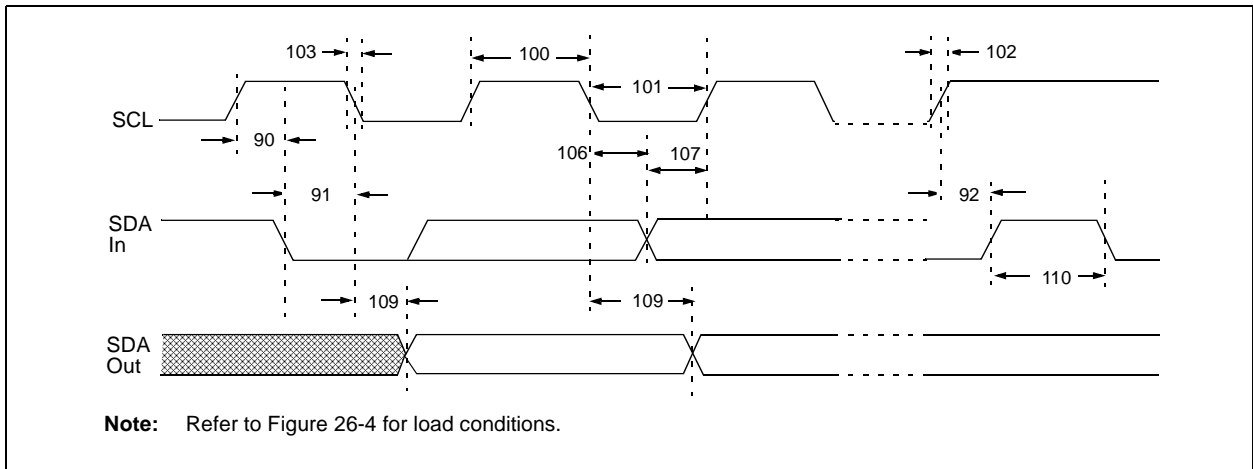 103
100
102
101
SCL
90
106
107
91
92
SDA
In
109
109
110
SDA
Out
Note: Refer to Figure 26-4 for load conditions.